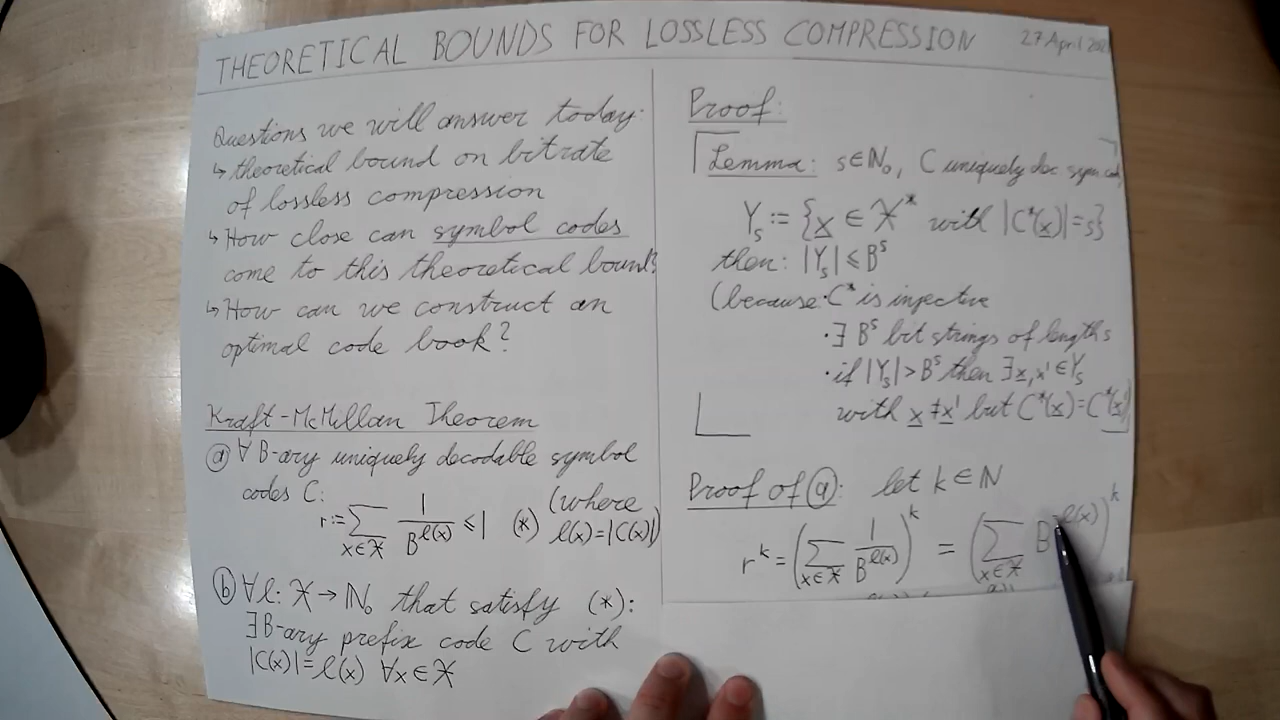 THEORETICAL BOUNDS FOR LOSSLESS COMPRESSION
27 April 202
Questions we will answer today:
↳ theoretical bound on bitrate
of lossless compression
↳ How close can symbol codes
come to this theoretical bound?
↳ How can we construct an
optimal code book?
Kraft-McMillan Theorem
(a) ∀ B-ary uniquely decodable symbol
codes C:
r:=∑_{x∈𝒳} 1/B^{ℓ(x)} ≤ 1 (*) (where
ℓ(x)=|C(x)|)
(b) ∀ℓ: 𝒳→ℕ₀ that satisfy (*):
∃B-ary prefix code C with
|C(x)|=ℓ(x) ∀x∈𝒳
Proof:
Lemma: s∈ℕ₀, C uniquely dec. sym. cod
Y_s := {x ∈ 𝒳* with |C*(x)|=s}
then: |Y_s| ≤ B^s
(because · C* is injective
· ∃ B^s bit strings of length s
· if |Y_s| > B^s then ∃x,x' ∈ Y_s
with x ≠ x' but C*(x)=C*(x')
Proof of (a): let k ∈ ℕ
r^k = (∑_{x∈𝒳} 1/B^{ℓ(x)})^k = (∑_{x∈𝒳} B^{-ℓ(x)})^k